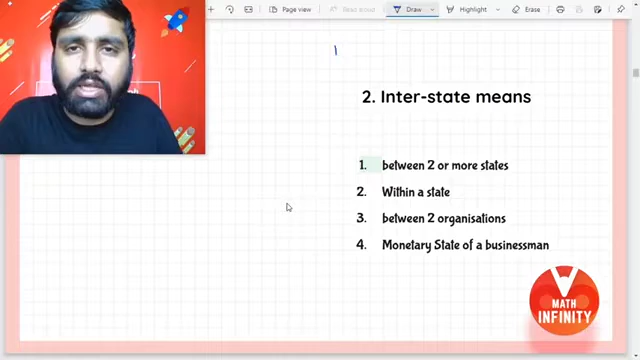 Page view
Read aloud
Draw
Highlight
Erase
2. Inter-state means
1. between 2 or more states
2. Within a state
3. between 2 organisations
4. Monetary State of a businessman
MATH
INFINITY